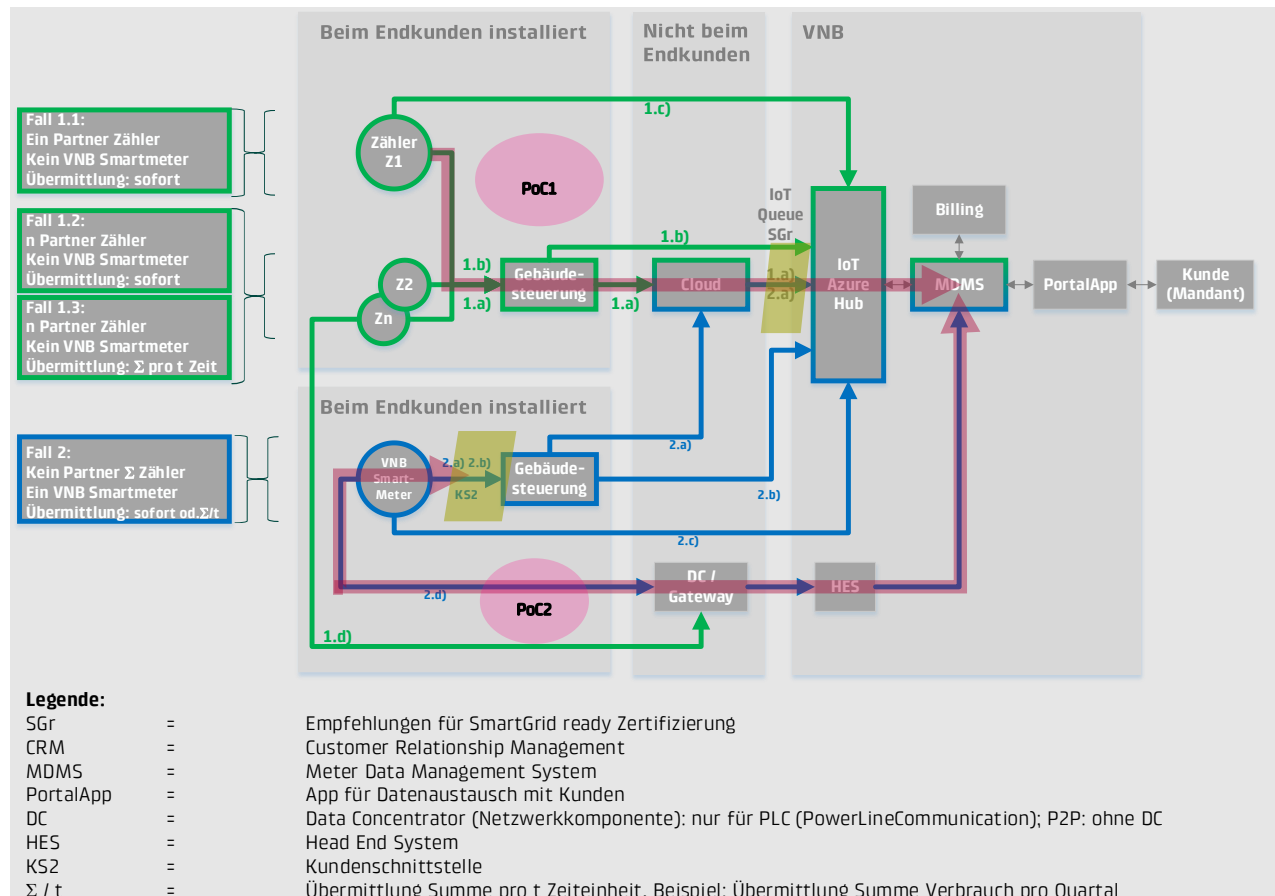 Beim Endkunden installiert
Nicht beim
Endkunden
VNB
Fall 1.1:
Ein Partner Zähler
Kein VNB Smartmeter
Übermittlung: sofort
Fall 1.2:
n Partner Zähler
Kein VNB Smartmeter
Übermittlung: sofort
Fall 1.3:
n Partner Zähler
Kein VNB Smartmeter
Übermittlung: Σ pro t Zeit
Fall 2:
Kein Partner Σ Zähler
Ein VNB Smartmeter
Übermittlung: sofort od.Σ/t
1.c)
Zähler
Z1
PoC1
IoT
Queue
SGr
Billing
1.b)
1.b)
Z2
1.a)
Zn
Gebäude-
steuerung
1.a)
Cloud
1.a)
2.a)
IoT
Azure
Hub
MDMS
PortalApp
Kunde
(Mandant)
Beim Endkunden installiert
VNB
Smart-
Meter
2.a) 2.b)
KS2
Gebäude-
steuerung
2.a)
2.b)
2.c)
2.d)
PoC2
DC /
Gateway
HES
1.d)
Legende:
SGr = Empfehlungen für SmartGrid ready Zertifizierung
CRM = Customer Relationship Management
MDMS = Meter Data Management System
PortalApp = App für Datenaustausch mit Kunden
DC = Data Concentrator (Netzwerkkomponente): nur für PLC (PowerLineCommunication); P2P: ohne DC
HES = Head End System
KS2 = Kundenschnittstelle
Σ / t = Übermittlung Summe pro t Zeiteinheit. Beispiel: Übermittlung Summe Verbrauch pro Quartal